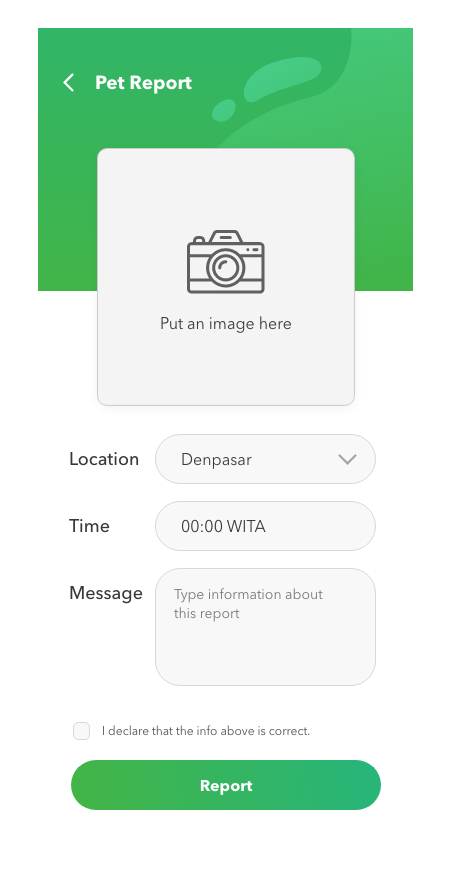 Pet Report
Put an image here
Location
Denpasar
Time
00:00 WITA
Message
Type information about
this report
I declare that the info above is correct.
Report